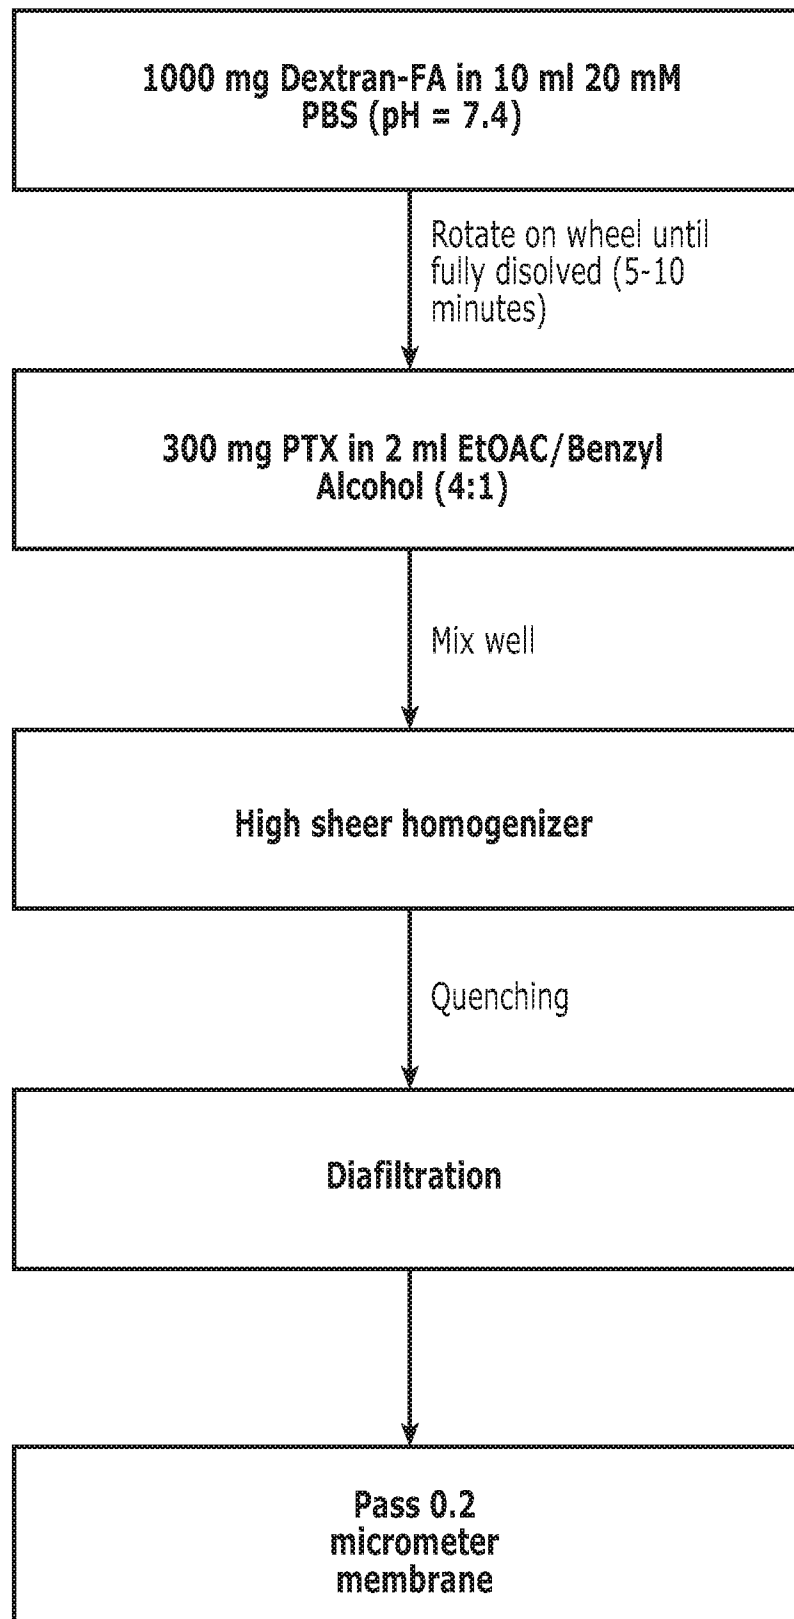 1000 mg Dextran-FA in 10 ml 20 mM
PBS (pH = 7.4)
Rotate on wheel until
fully disolved (5-10
minutes)
300 mg PTX in 2 ml EtOAC/Benzyl
Alcohol (4:1)
Mix well
High sheer homogenizer
Quenching
Diafiltration
Pass 0.2
micrometer
membrane